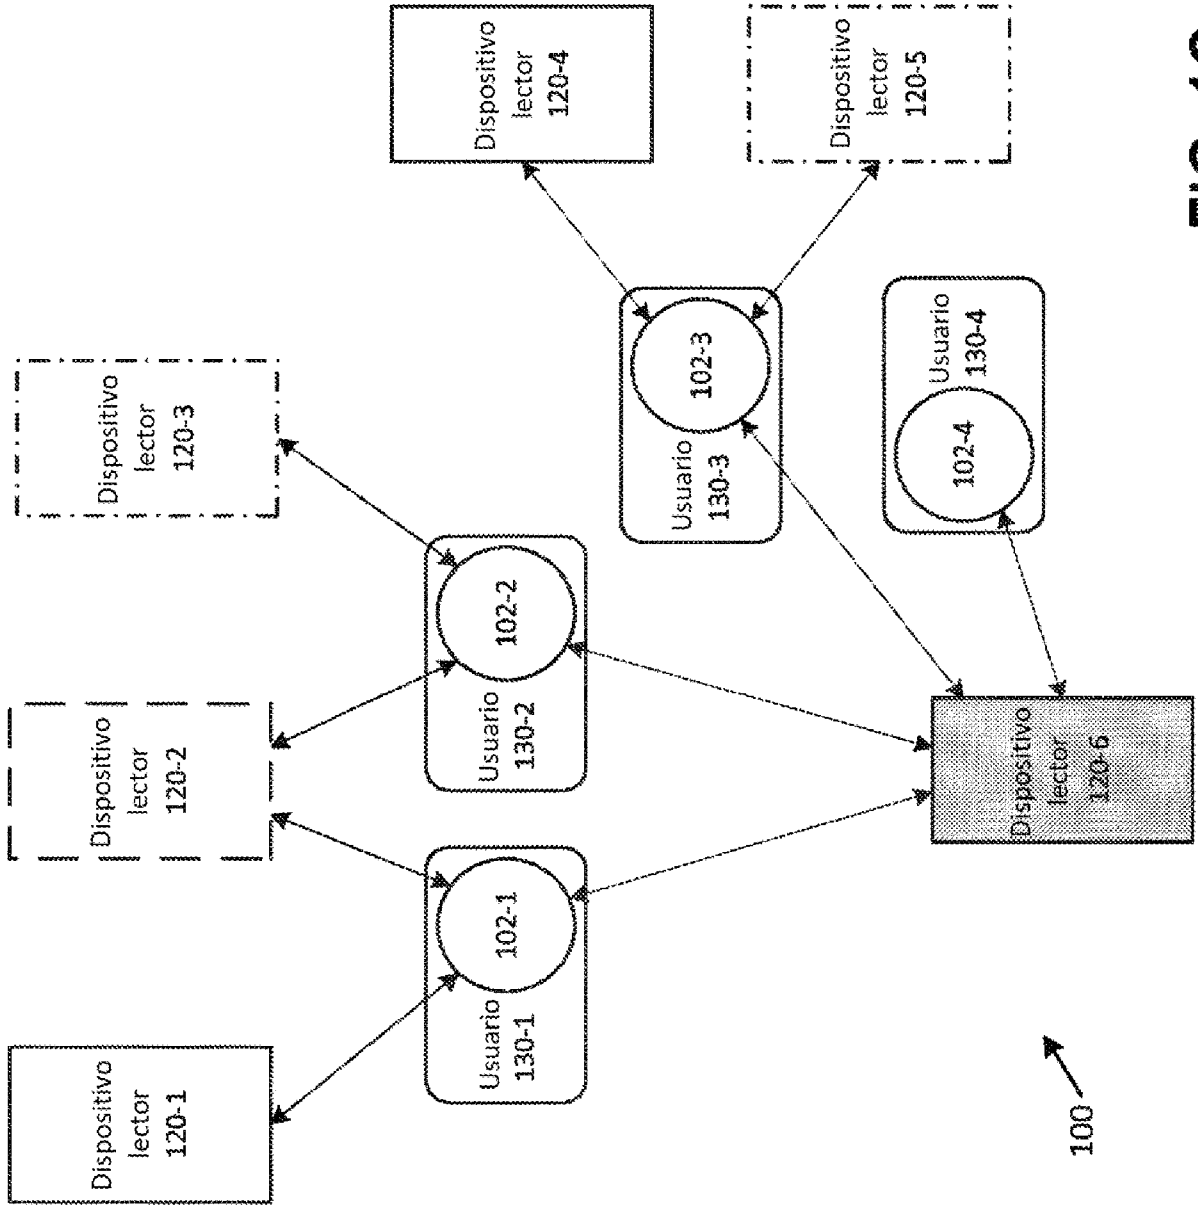 Dispositivo
lector
120-1
Dispositivo
lector
120-2
Dispositivo
lector
120-3
Usuario
130-1
102-1
Usuario
130-2
102-2
Dispositivo
lector
120-4
Usuario
130-3
102-3
Dispositivo
lector
120-5
102-4
Usuario
130-4
Dispositivo
lector
120-6
100